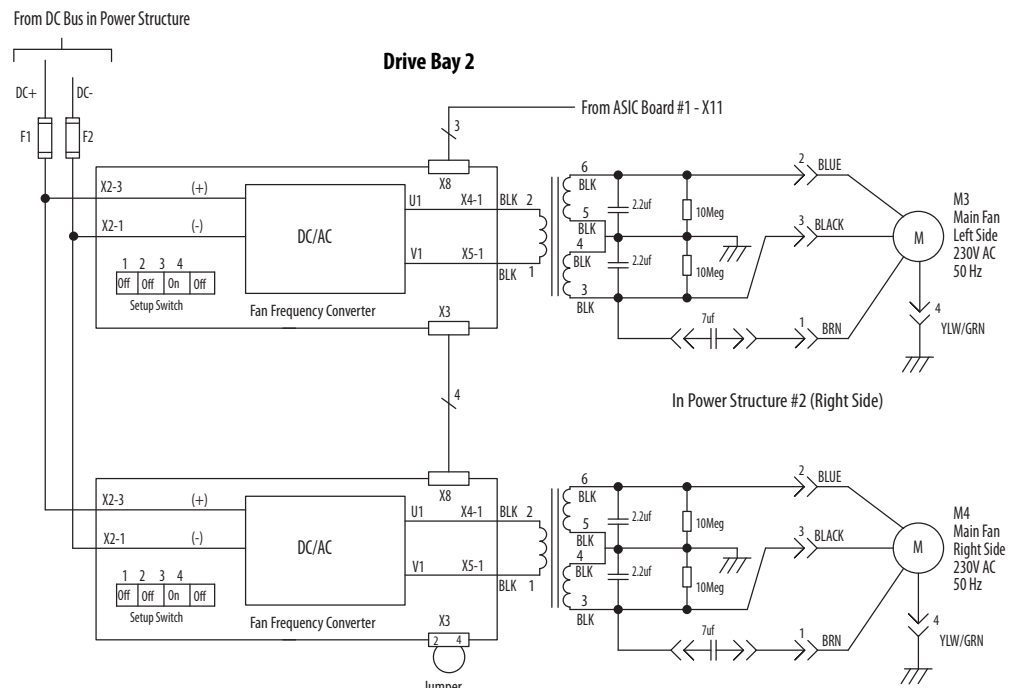 From DC Bus in Power Structure
Drive Bay 2
DC+ DC-
F1 F2
From ASIC Board #1 - X11
3
X8
X2-3 (+)
X2-1 (-)
DC/AC
U1 X4-1 BLK 2
V1 X5-1
BLK 1
1 2 3 4
Off Off On Off
Setup Switch
Fan Frequency Converter
X3
6
BLK
5
BLK
4
BLK
3
BLK
2.2uf
10Meg
2.2uf
10Meg
7uf
2 BLUE
3 BLACK
1 BRN
M
M3
Main Fan
Left Side
230V AC
50 Hz
4
YLW/GRN
4
In Power Structure #2 (Right Side)
X8
X2-3 (+)
X2-1 (-)
DC/AC
U1 X4-1 BLK 2
V1 X5-1
BLK 1
1 2 3 4
Off Off On Off
Setup Switch
Fan Frequency Converter
X3
2 4
Jumper
6
BLK
5
BLK
4
BLK
3
BLK
2.2uf
10Meg
2.2uf
10Meg
7uf
2 BLUE
3 BLACK
1 BRN
M
M4
Main Fan
Right Side
230V AC
50 Hz
4
YLW/GRN